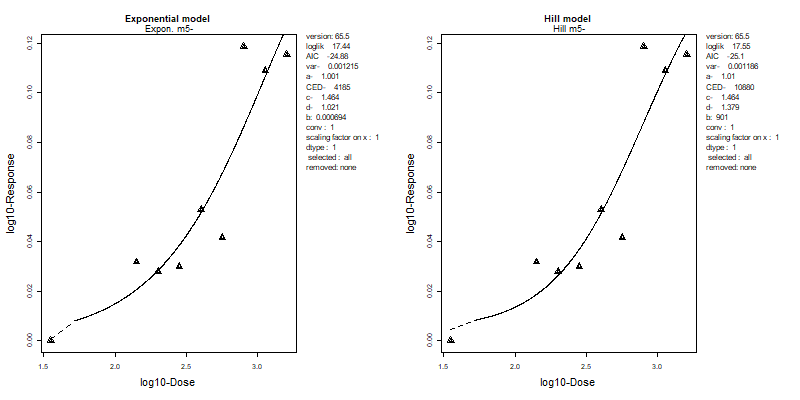 Exponential model
Expon. m5-
version: 65.5
loglik 17.44
AIC -24.88
var- 0.001215
a- 1.001
CED- 4185
c- 1.464
d- 1.021
b: 0.000694
conv : 1
scaling factor on x : 1
dtype : 1
selected : all
removed: none
log10-Response
0.12
0.10
0.08
0.06
0.04
0.02
0.00
1.5 2.0 2.5 3.0
log10-Dose
Hill model
Hill m5-
version: 65.5
loglik 17.55
AIC -25.1
var- 0.001186
a- 1.01
CED- 10880
c- 1.464
d- 1.379
b: 901
conv : 1
scaling factor on x : 1
dtype : 1
selected : all
removed: none
log10-Response
0.12
0.10
0.08
0.06
0.04
0.02
0.00
1.5 2.0 2.5 3.0
log10-Dose